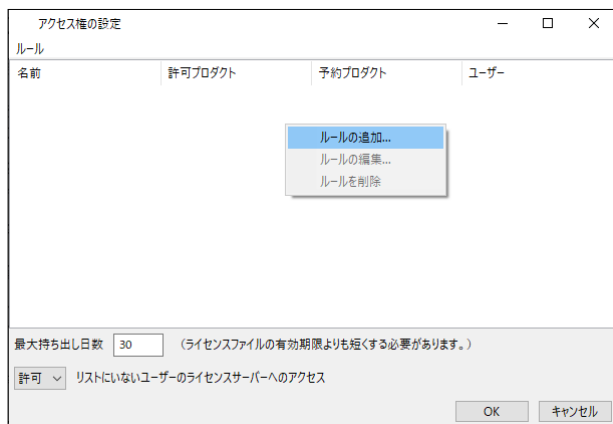 アクセス権の設定
ルール
名前 許可プロダクト 予約プロダクト ユーザー
ルールの追加...
ルールの編集...
ルールを削除
最大持ち出し日数 30 (ライセンスファイルの有効期限よりも短くする必要があります。)
許可 リストにいないユーザーのライセンスサーバーへのアクセス
OK キャンセル